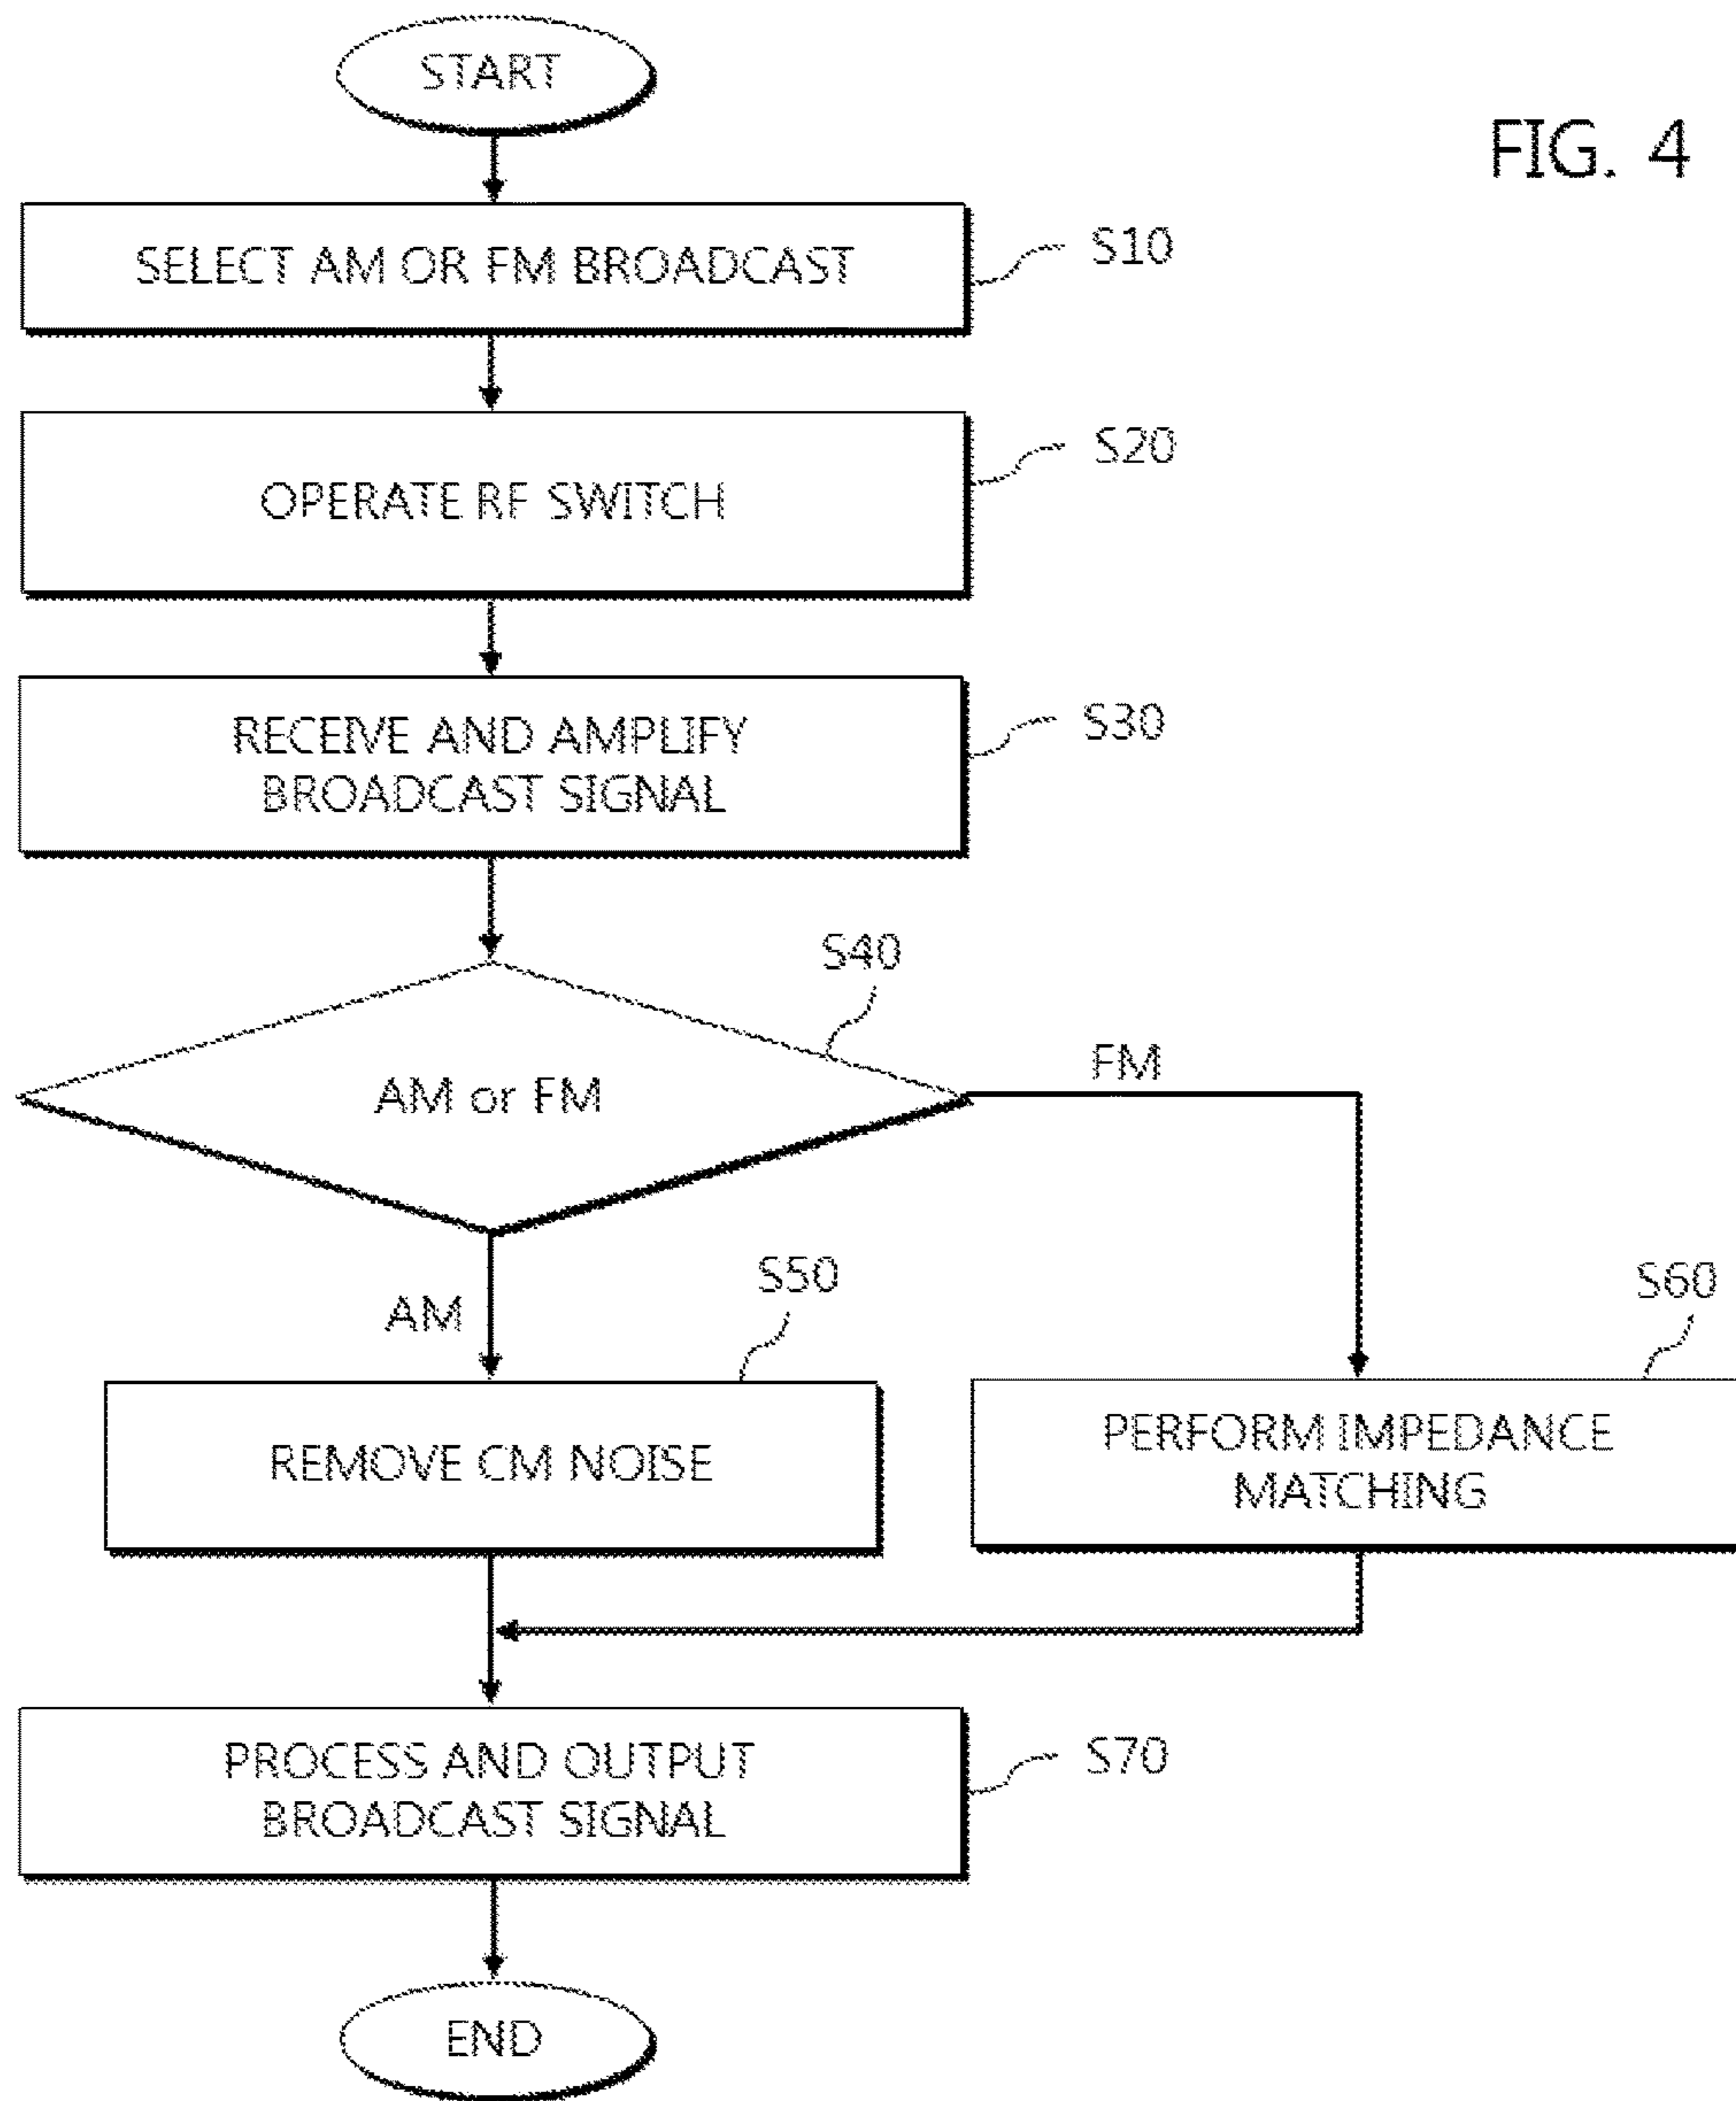 START
FIG. 4
SELECT AM OR FM BROADCAST
S10
OPERATE RF SWITCH
S20
RECEIVE AND AMPLIFY
BROADCAST SIGNAL
S30
S40
AM or FM
FM
AM
S50
S60
REMOVE CM NOISE
PERFORM IMPEDANCE
MATCHING
PROCESS AND OUTPUT
BROADCAST SIGNAL
S70
END